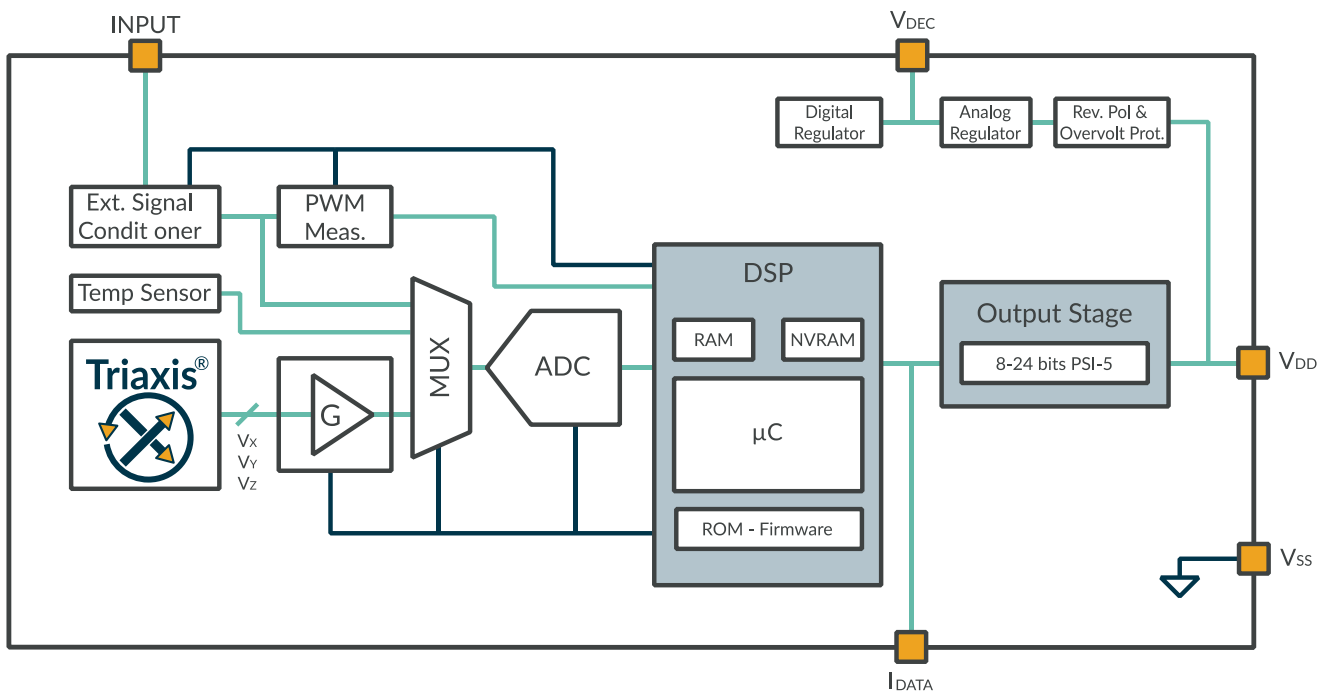 INPUT
VDEC
Digital
Regulator
Analog
Regulator
Rev. Pol &
Overvolt Prot.
Ext. Signal
Condit oner
PWM
Meas.
Temp Sensor
Triaxis®
VX
VY
VZ
G
MUX
ADC
DSP
RAM
NVRAM
µC
ROM - Firmware
Output Stage
8-24 bits PSI-5
VDD
VSS
IDATA